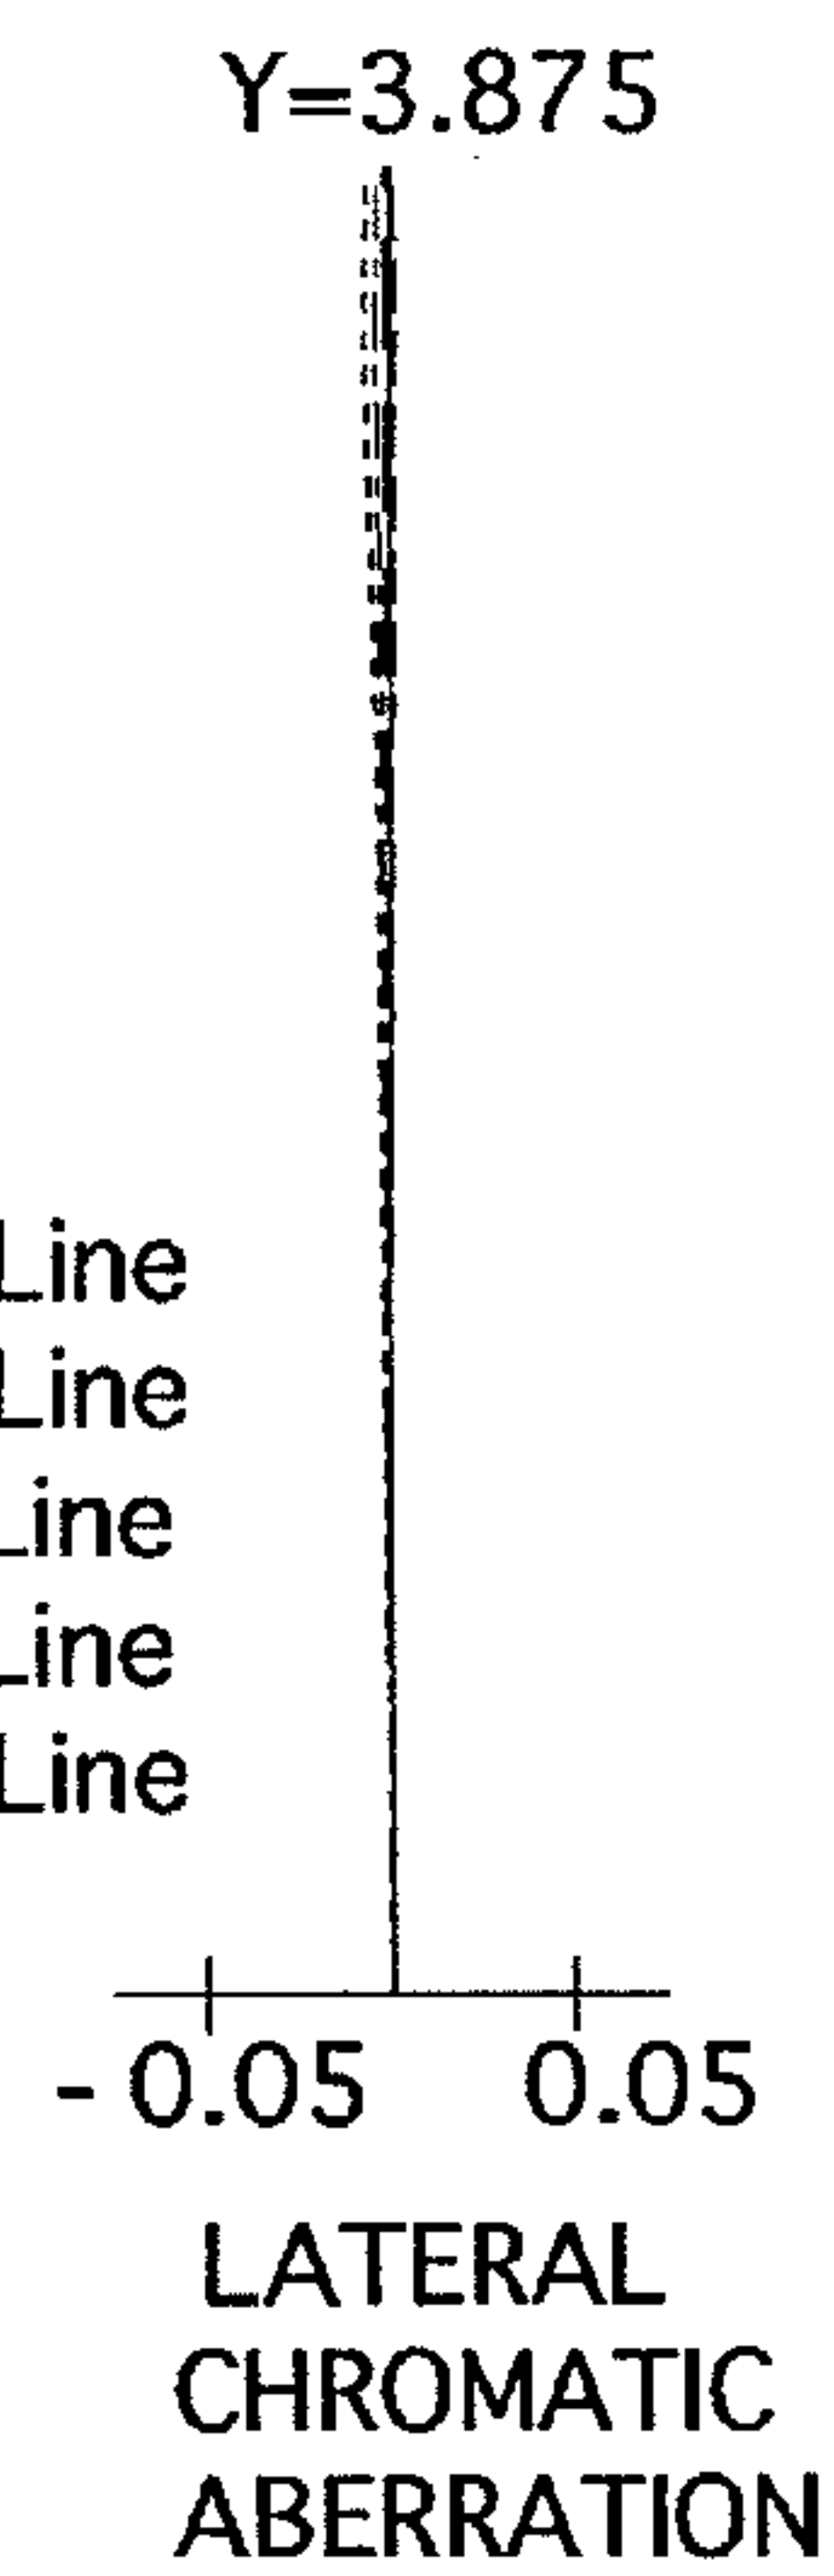 Y=3.875
Line
Line
Line
Line
Line
-0.05 0.05
LATERAL
CHROMATIC
ABERRATION